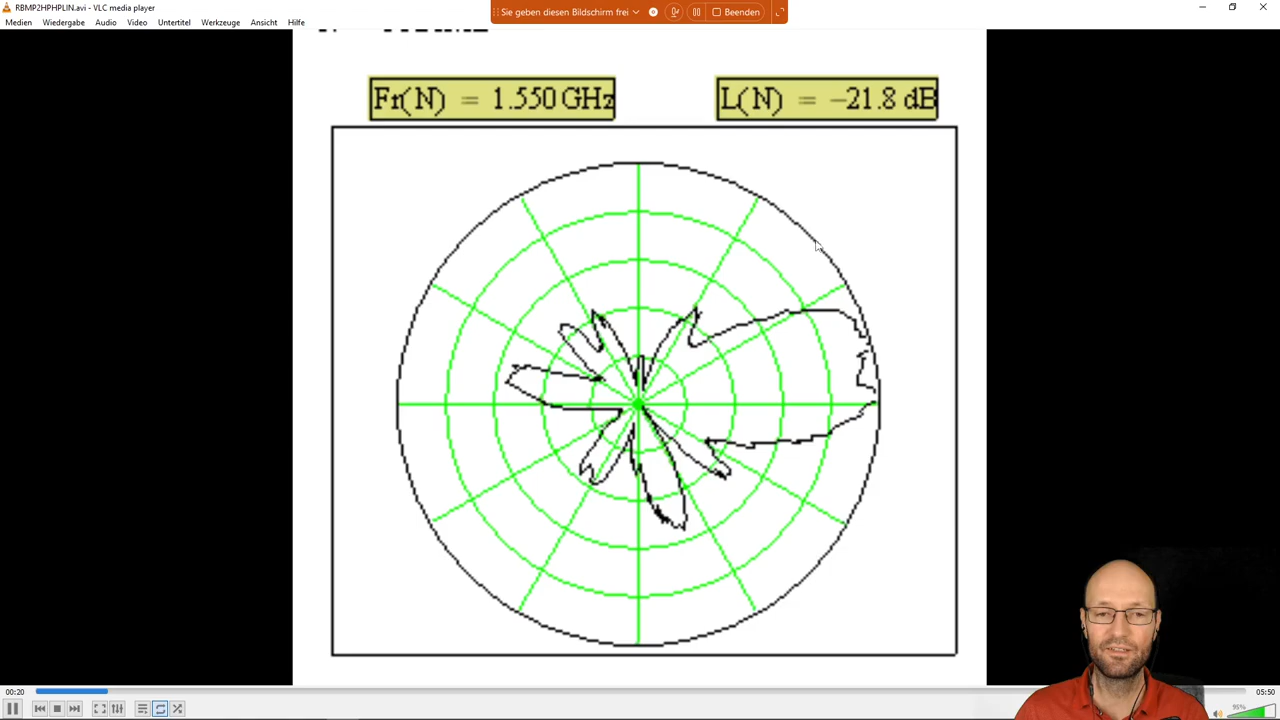 RBMP2HPHPLIN.avi - VLC media player
Sie geben diesen Bildschirm frei
Beenden
Medien Wiedergabe Audio Video Untertitel Werkzeuge Ansicht Hilfe
Fr(N) = 1.550 GHz
L(N) = −21.8 dB
00:20
05:50
95%